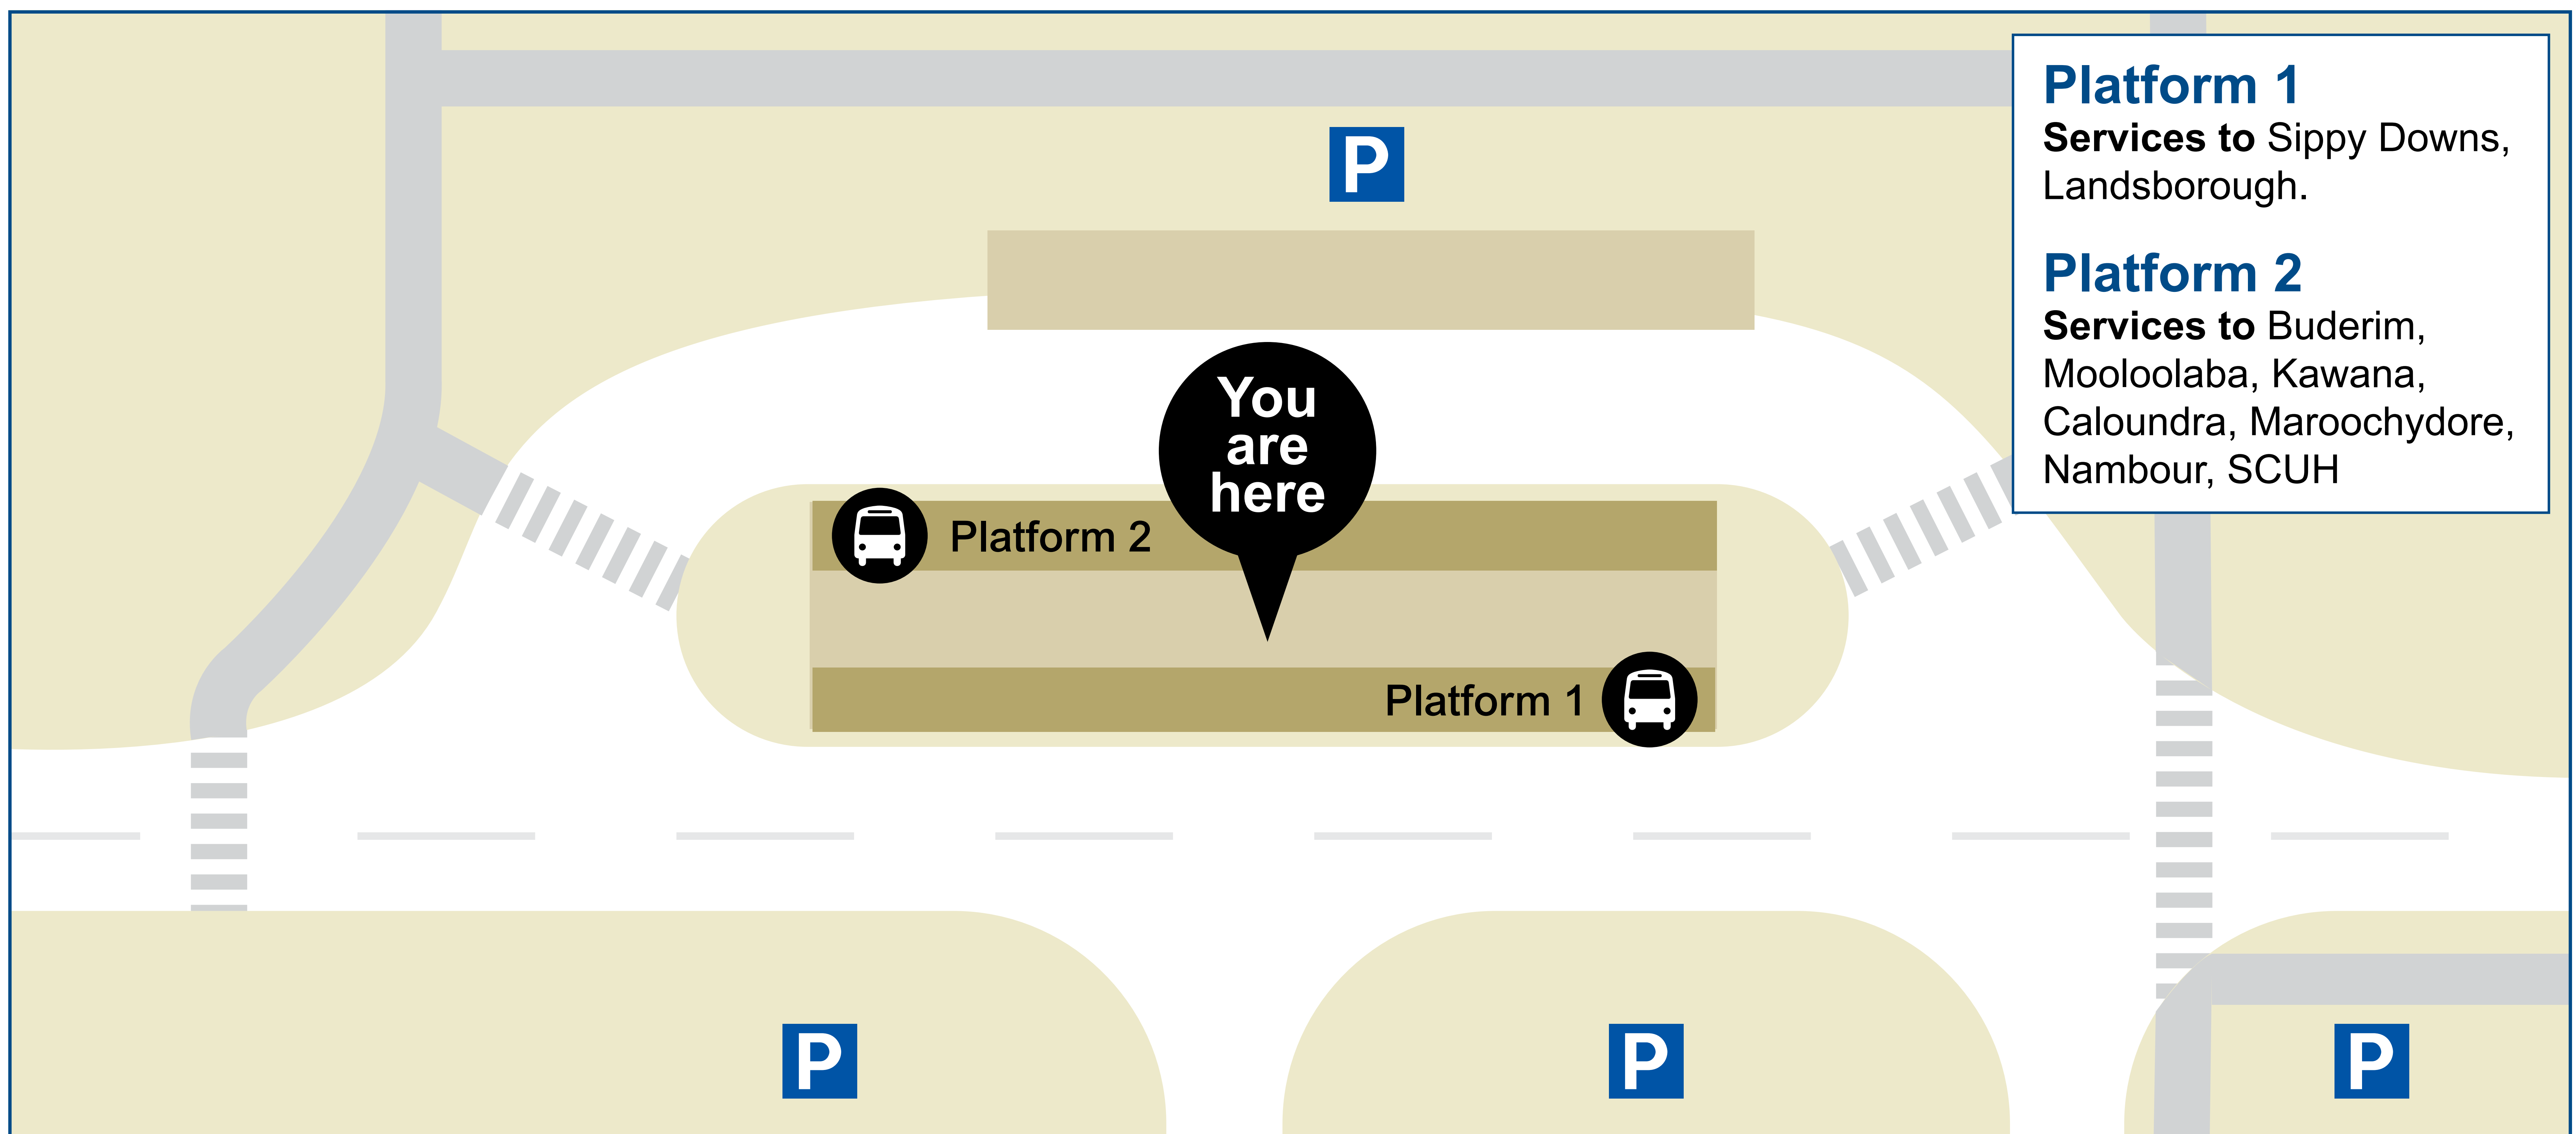 P
Platform 1
Services to Sippy Downs,
Landsborough.
Platform 2
Services to Buderim,
Mooloolaba, Kawana,
Caloundra, Maroochydore,
Nambour, SCUH
You
are
here
Platform 2
Platform 1
P
P
P